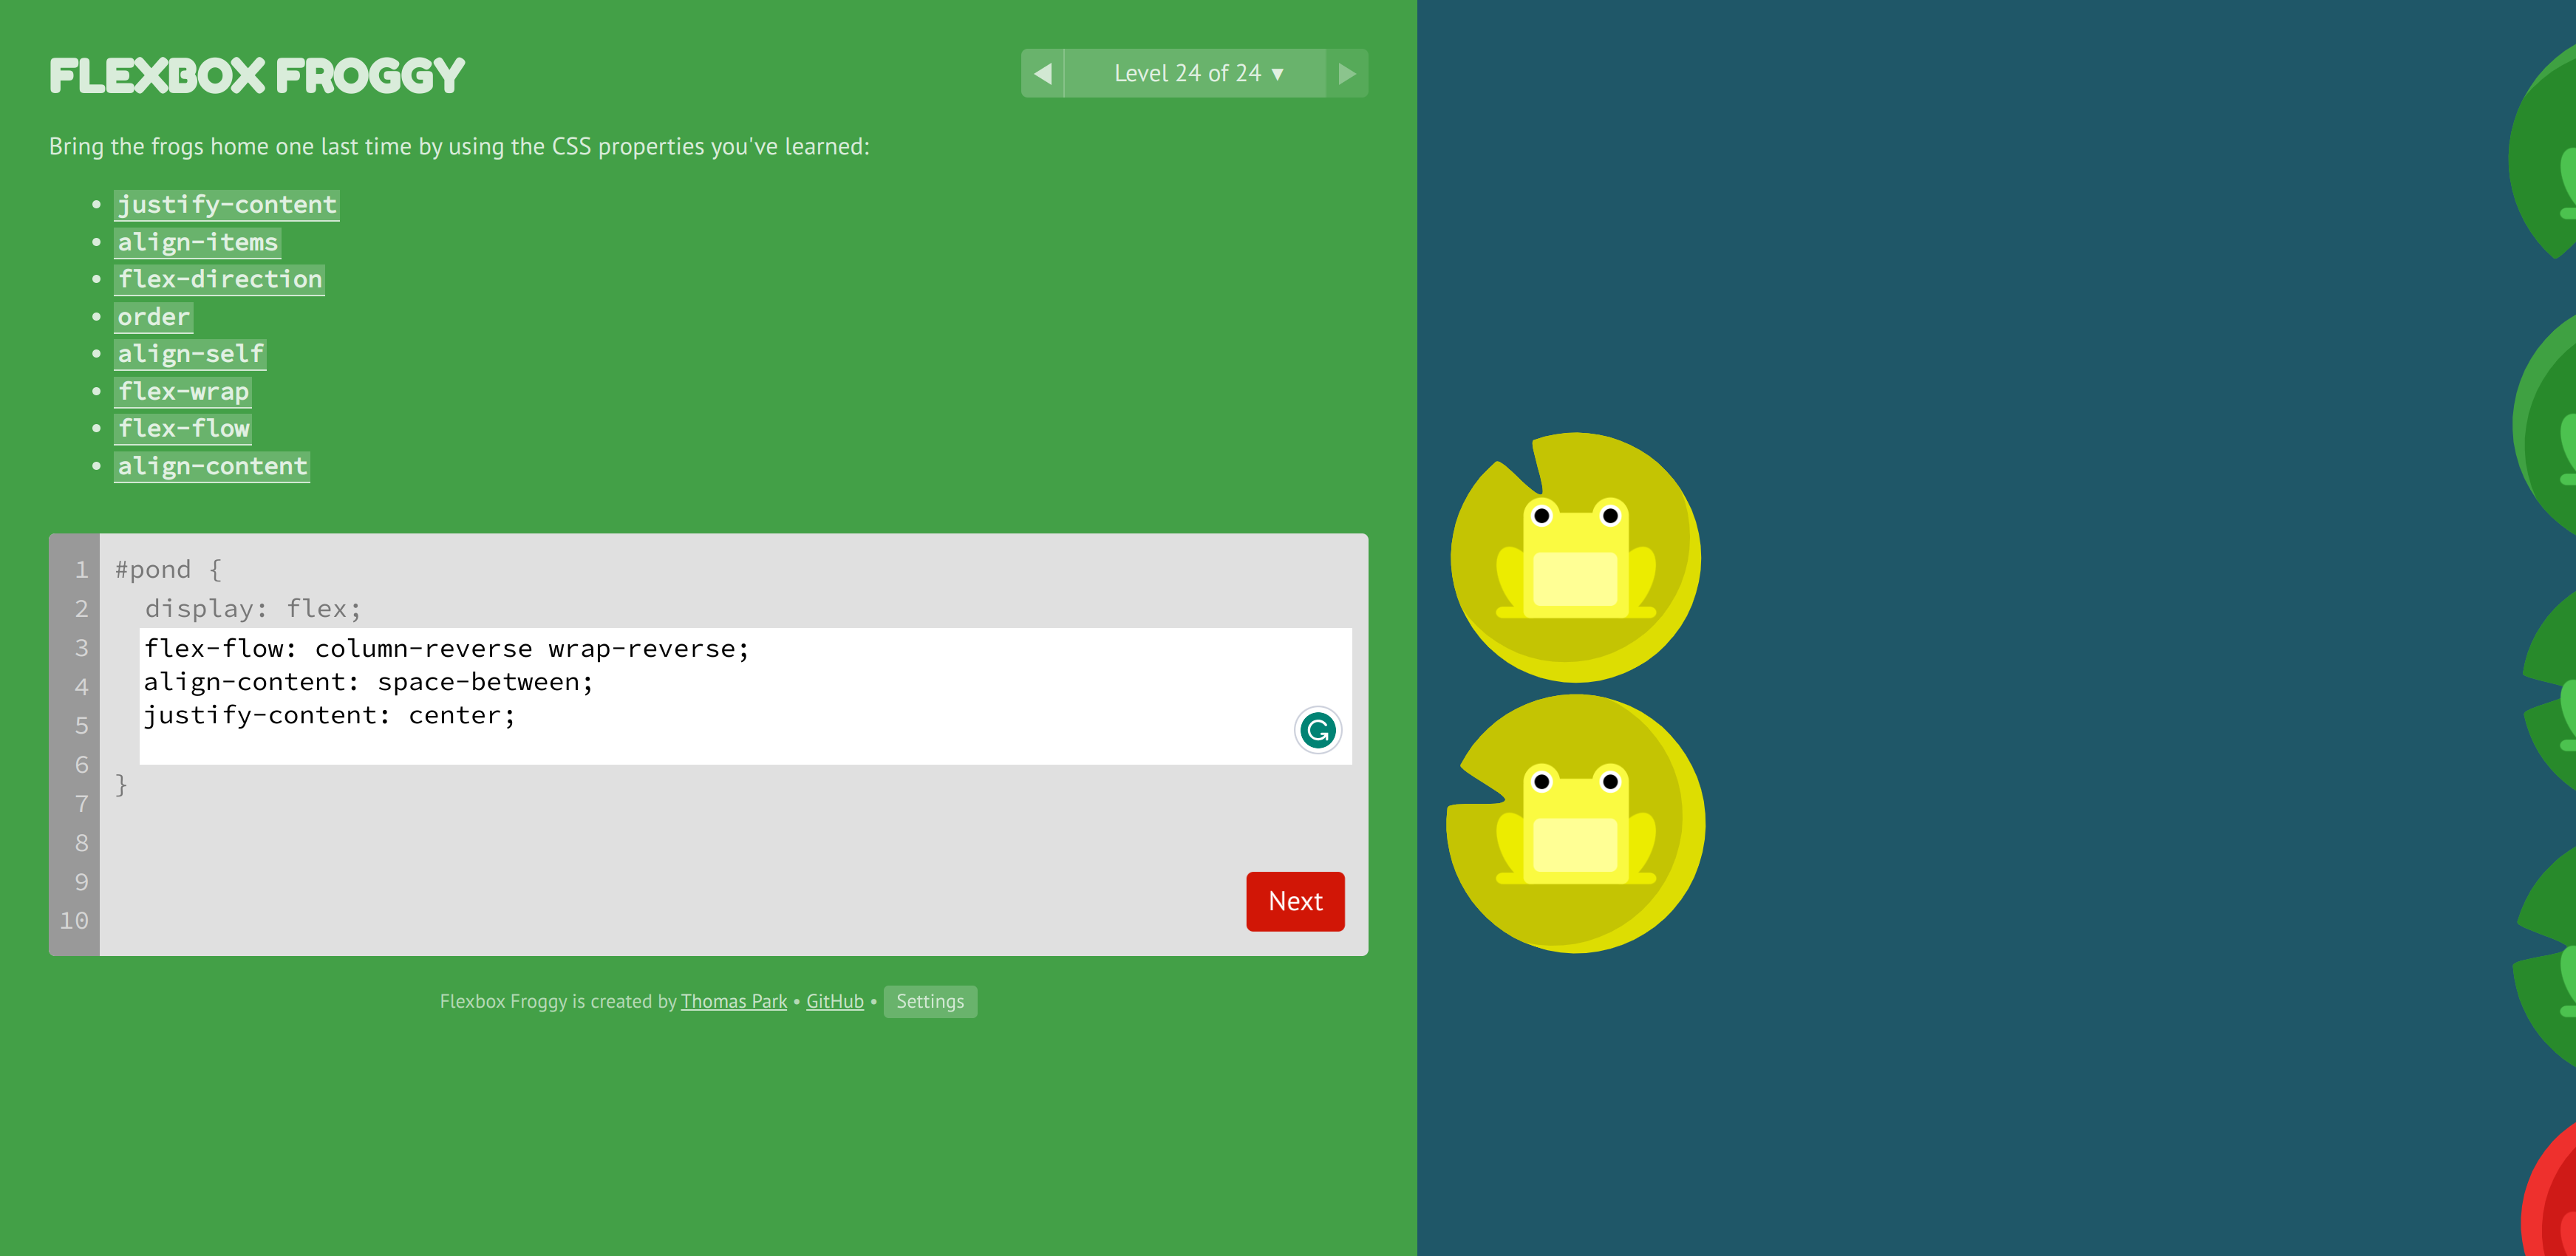 FLEXBOX FROGGY
Level 24 of 24 ▼
Bring the frogs home one last time by using the CSS properties you've learned:
justify-content
align-items
flex-direction
order
align-self
flex-wrap
flex-flow
align-content
1 #pond {
2 display: flex;
3 flex-flow: column-reverse wrap-reverse;
4 align-content: space-between;
5 justify-content: center;
6
7 }
8
9
10
Next
Flexbox Froggy is created by Thomas Park • GitHub • Settings